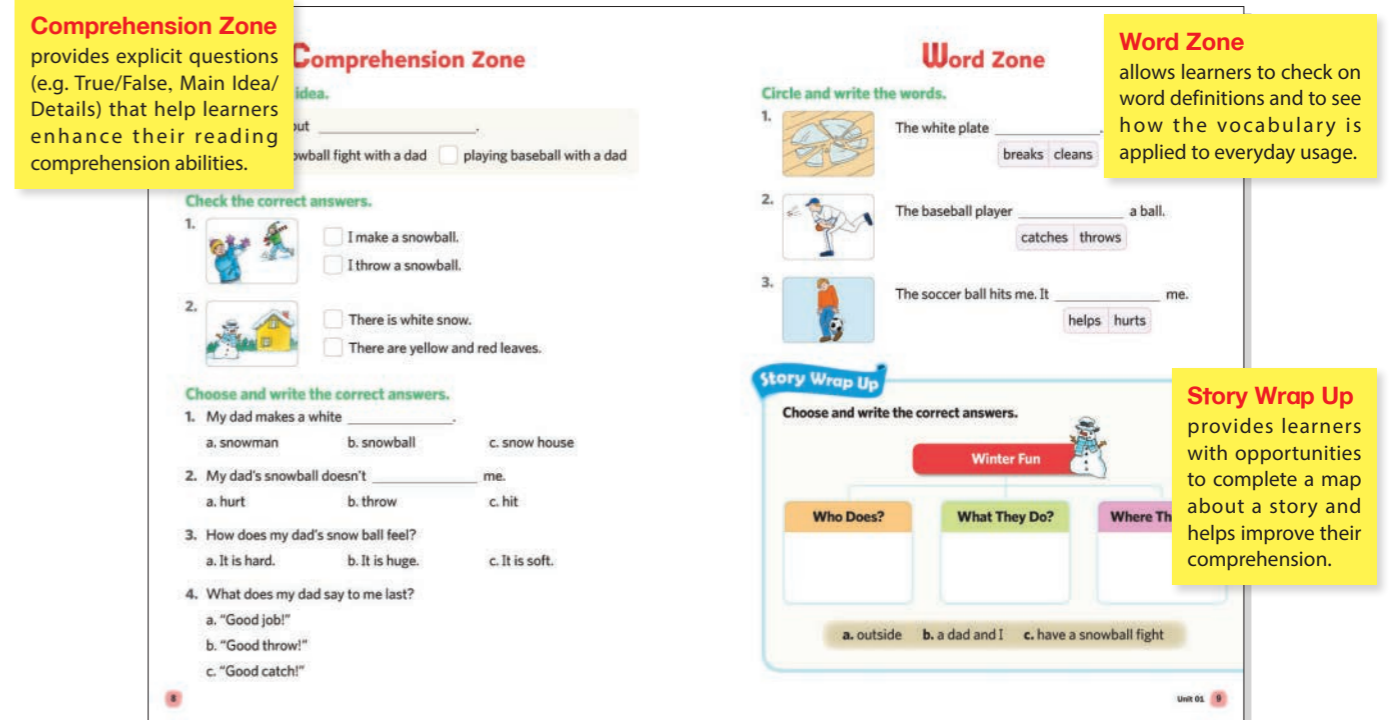 Comprehension Zone
provides explicit questions
(e.g. True/False, Main Idea/
Details) that help learners
enhance their reading
comprehension abilities.
Comprehension Zone
idea.
out ____________.
owball fight with a dad playing baseball with a dad
Check the correct answers.
1.
I make a snowball.
I throw a snowball.
2.
There is white snow.
There are yellow and red leaves.
Choose and write the correct answers.
1. My dad makes a white ____________.
a. snowman b. snowball c. snow house
2. My dad's snowball doesn't ____________ me.
a. hurt b. throw c. hit
3. How does my dad's snow ball feel?
a. It is hard. b. It is huge. c. It is soft.
4. What does my dad say to me last?
a. "Good job!"
b. "Good throw!"
c. "Good catch!"
8
Word Zone
Circle and write the words.
1.
The white plate ____________.
breaks cleans
2.
The baseball player ____________ a ball.
catches throws
3.
The soccer ball hits me. It ____________ me.
helps hurts
Word Zone
allows learners to check on
word definitions and to see
how the vocabulary is
applied to everyday usage.
Story Wrap Up
Choose and write the correct answers.
Winter Fun
Who Does? What They Do? Where Th
a. outside b. a dad and I c. have a snowball fight
Story Wrap Up
provides learners
with opportunities
to complete a map
about a story and
helps improve their
comprehension.
Unit 01 9